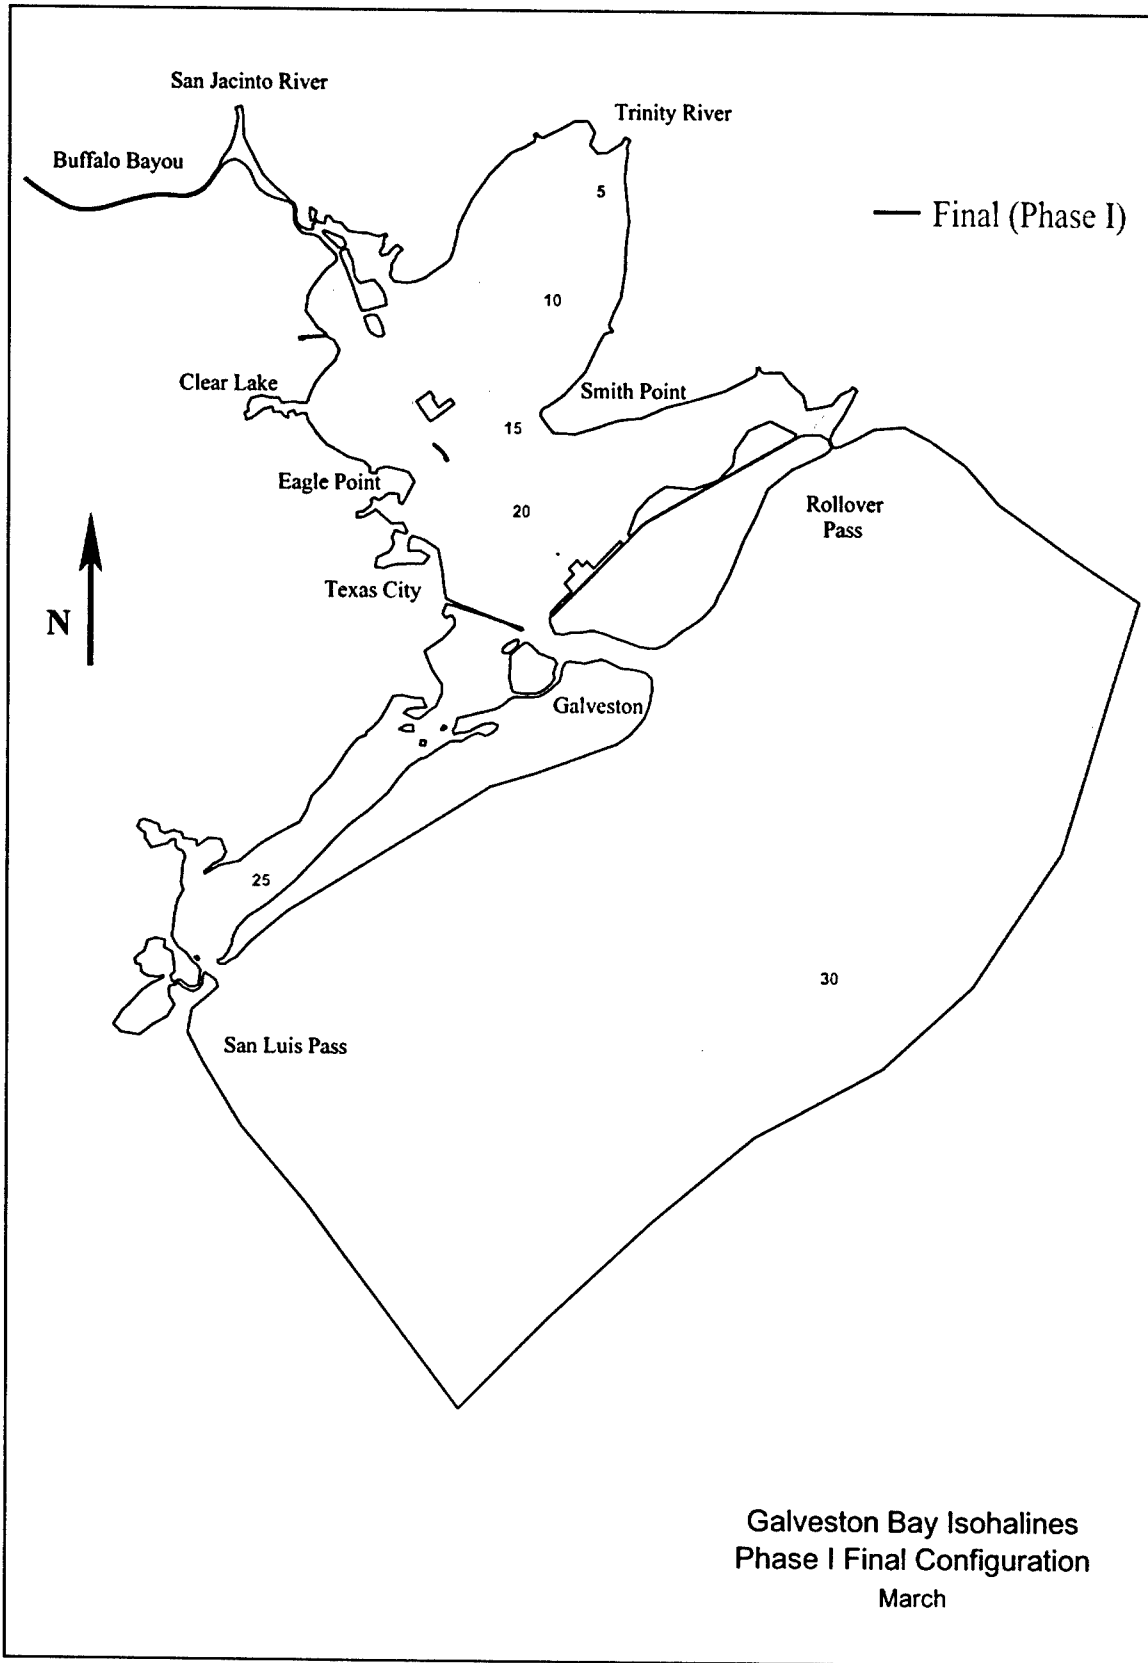 San Jacinto River
Trinity River
Buffalo Bayou
5
Final (Phase I)
10
Clear Lake
Smith Point
15
Eagle Point
20
Rollover
Pass
Texas City
N
Galveston
25
30
San Luis Pass
Galveston Bay Isohalines
Phase I Final Configuration
March